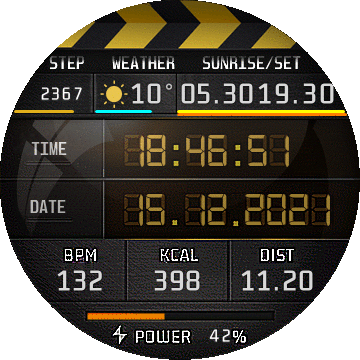 STEP WEATHER SUNRISE/SET
2367 10° 05.30 19.30
TIME 18:46:51
DATE 15.12.2021
BPM KCAL DIST
132 398 11.20
POWER 42%